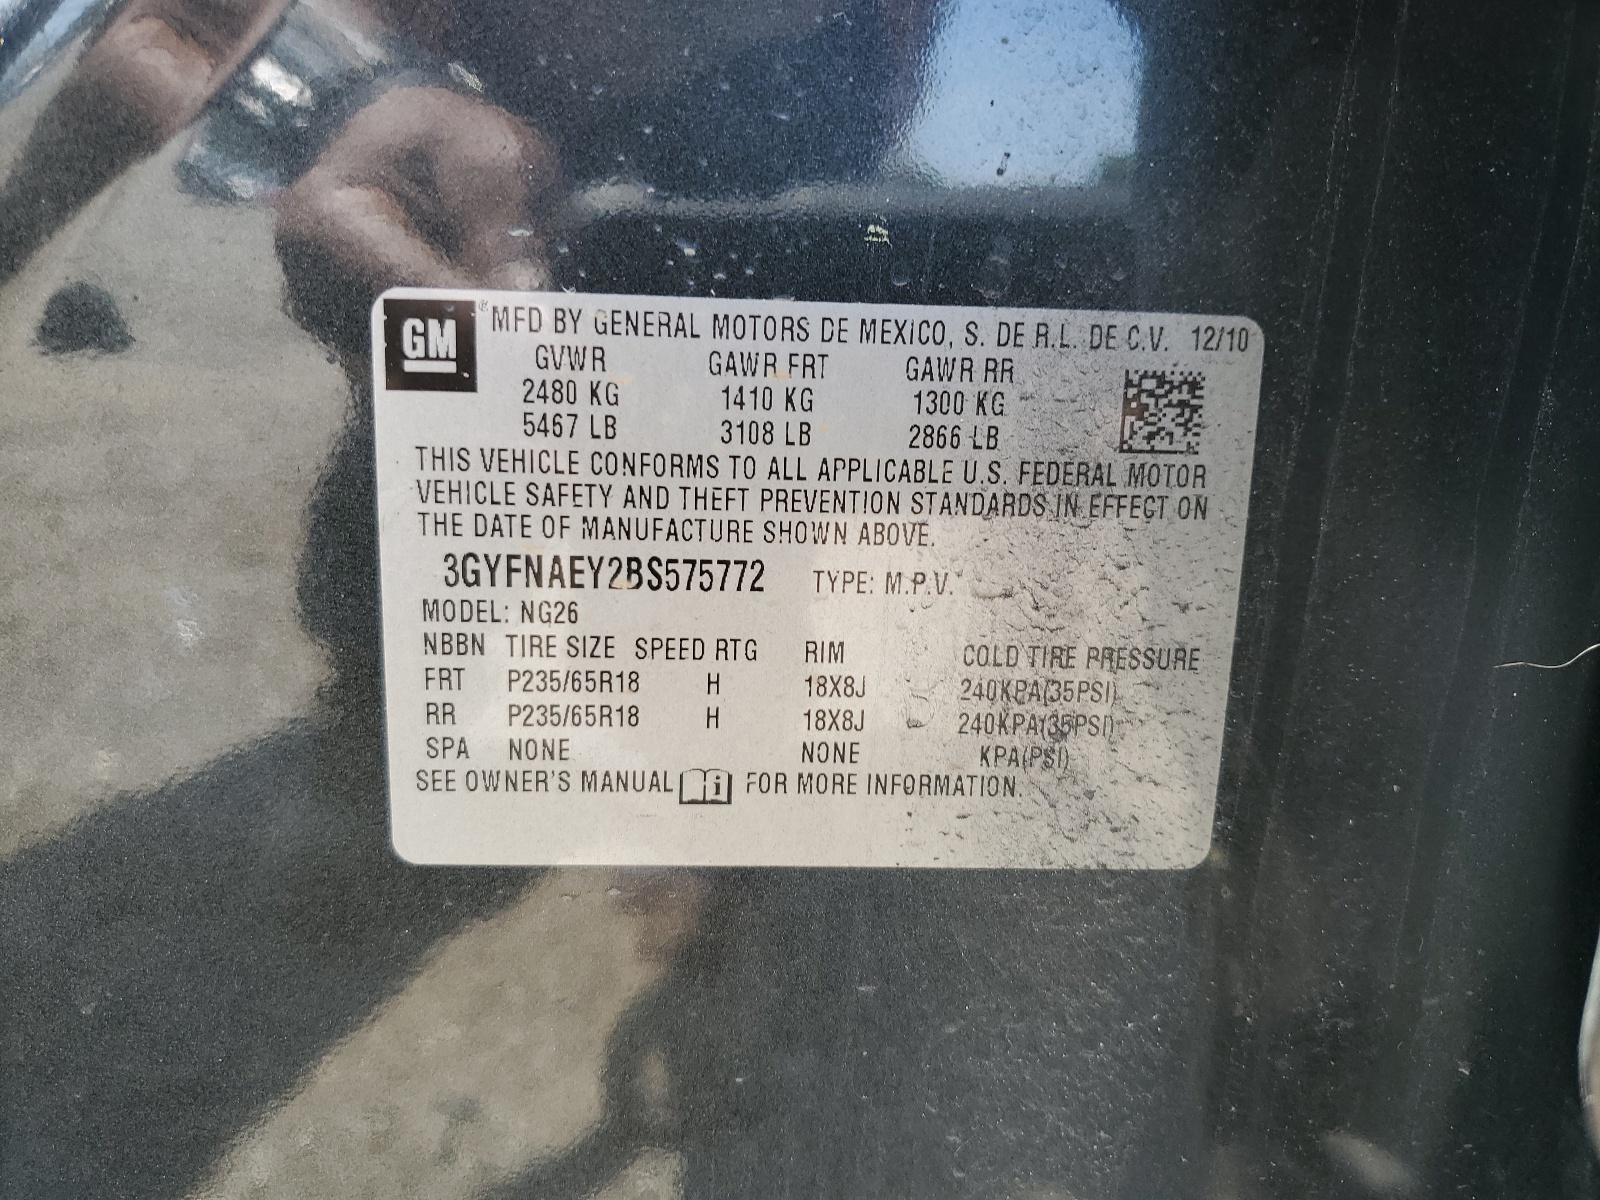 GM ® MFD BY GENERAL MOTORS DE MEXICO, S. DE R.L. DE C.V. 12/10
GVWR GAWR FRT GAWR RR
2480 KG 1410 KG 1300 KG
5467 LB 3108 LB 2866 LB
THIS VEHICLE CONFORMS TO ALL APPLICABLE U.S. FEDERAL MOTOR
VEHICLE SAFETY AND THEFT PREVENTION STANDARDS IN EFFECT ON
THE DATE OF MANUFACTURE SHOWN ABOVE.
3GYFNAEY2BS575772 TYPE: M.P.V.
MODEL: NG26
NBBN TIRE SIZE SPEED RTG RIM COLD TIRE PRESSURE
FRT P235/65R18 H 18X8J 240KPA(35PSI)
RR P235/65R18 H 18X8J 240KPA(35PSI)
SPA NONE NONE KPA(PSI)
SEE OWNER'S MANUAL i FOR MORE INFORMATION.